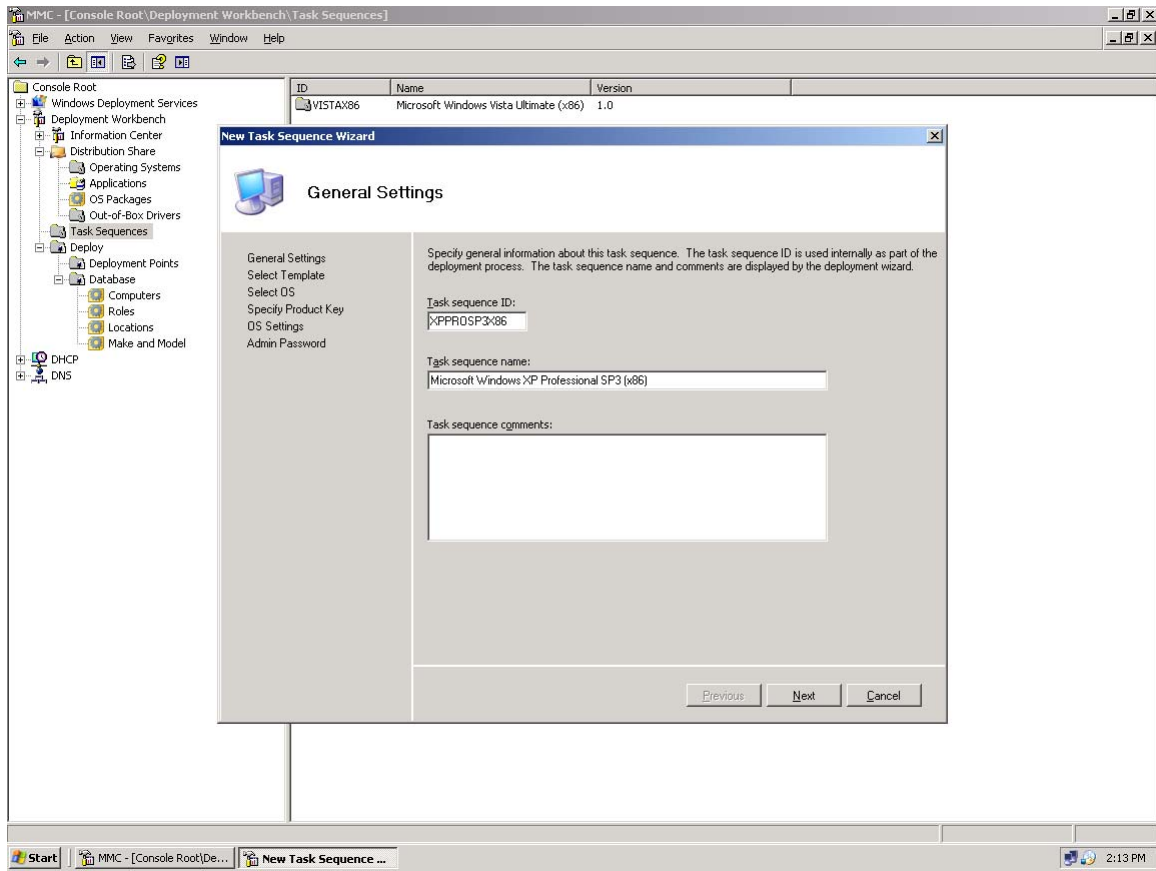 MMC - [Console Root\Deployment Workbench\Task Sequences]
File Action View Favorites Window Help
Console Root
Windows Deployment Services
Deployment Workbench
Information Center
Distribution Share
Operating Systems
Applications
OS Packages
Out-of-Box Drivers
Task Sequences
Deploy
Deployment Points
Database
Computers
Roles
Locations
Make and Model
DHCP
DNS
ID Name Version
VISTAX86 Microsoft Windows Vista Ultimate (x86) 1.0
New Task Sequence Wizard
General Settings
General Settings
Select Template
Select OS
Specify Product Key
OS Settings
Admin Password
Specify general information about this task sequence. The task sequence ID is used internally as part of the
deployment process. The task sequence name and comments are displayed by the deployment wizard.
Task sequence ID:
XPPROSP3X86
Task sequence name:
Microsoft Windows XP Professional SP3 (x86)
Task sequence comments:
Previous Next Cancel
Start MMC - [Console Root\De... New Task Sequence ... 2:13 PM